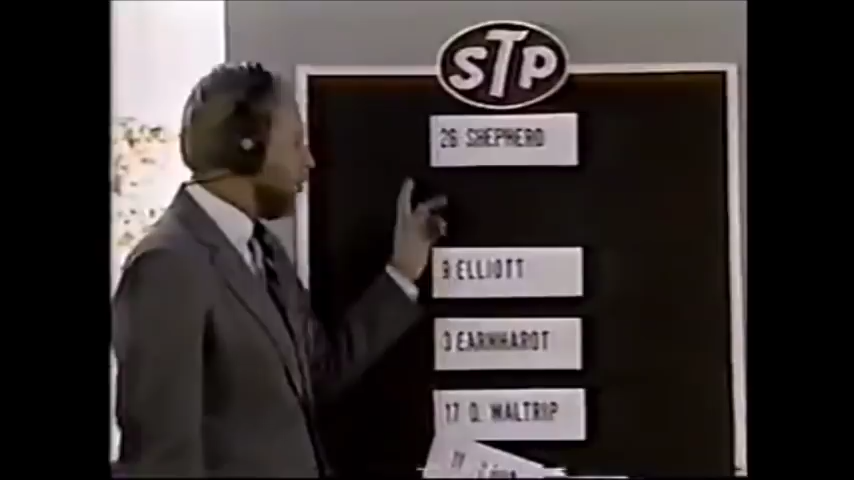 STP
26 SHEPHERD
9 ELLIOTT
3 EARNHARDT
17 D. WALTRIP